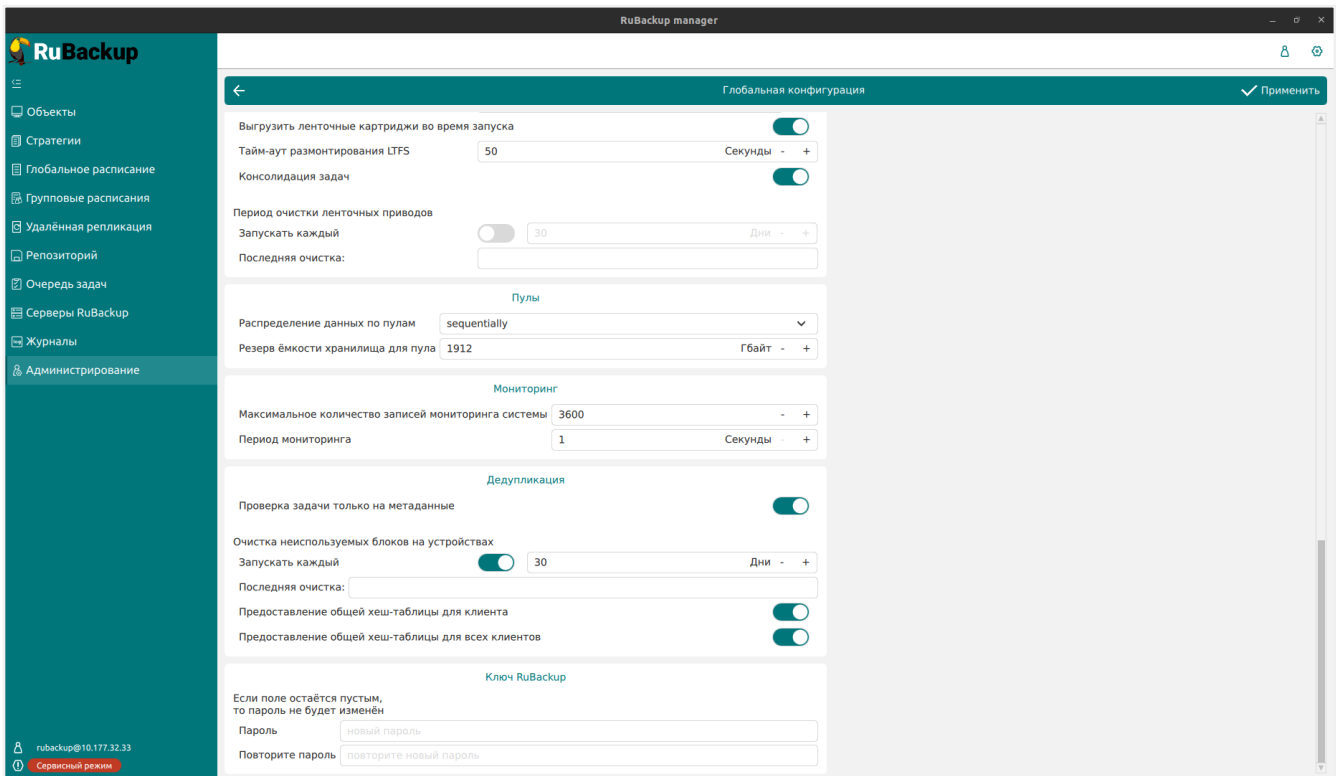 RuBackup manager
RuBackup
Объекты
Стратегии
Глобальное расписание
Групповые расписания
Удалённая репликация
Репозиторий
Очередь задач
Серверы RuBackup
Журналы
Администрирование
rubackup@10.177.32.33
Сервисный режим
Глобальная конфигурация
Применить
Выгрузить ленточные картриджи во время запуска
Тайм-аут размонтирования LTFS 50 Секунды - +
Консолидация задач
Период очистки ленточных приводов
Запускать каждый 30 Дни - +
Последняя очистка:
Пулы
Распределение данных по пулам sequentially
Резерв ёмкости хранилища для пула 1912 Гбайт - +
Мониторинг
Максимальное количество записей мониторинга системы 3600 - +
Период мониторинга 1 Секунды - +
Дедупликация
Проверка задачи только на метаданные
Очистка неиспользуемых блоков на устройствах
Запускать каждый 30 Дни - +
Последняя очистка:
Предоставление общей хеш-таблицы для клиента
Предоставление общей хеш-таблицы для всех клиентов
Ключ RuBackup
Если поле остаётся пустым,
то пароль не будет изменён
Пароль новый пароль
Повторите пароль повторите новый пароль